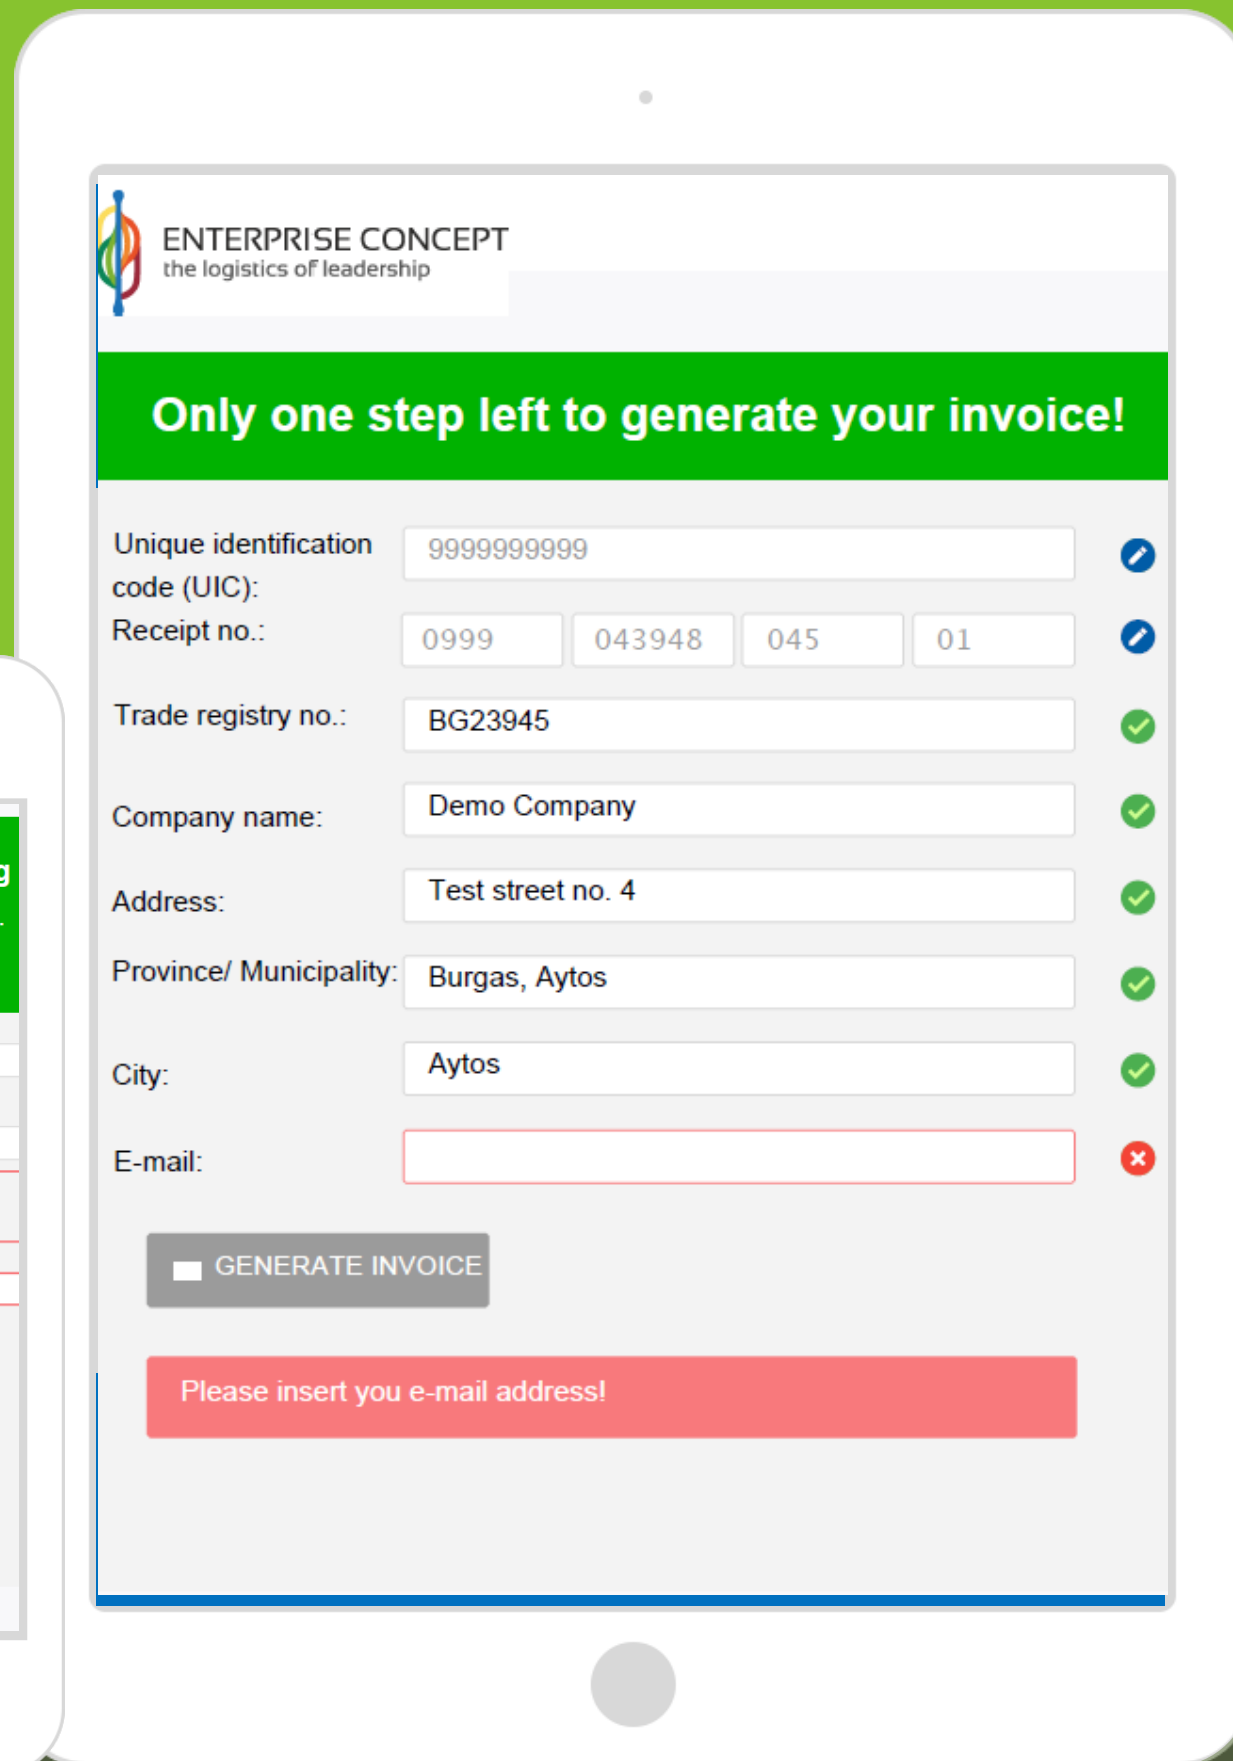 ENTERPRISE CONCEPT
the logistics of leadership
Only one step left to generate your invoice!
Unique identification
code (UIC):
9999999999
Receipt no.:
0999 043948 045 01
Trade registry no.: BG23945
Company name: Demo Company
Address: Test street no. 4
Province/ Municipality: Burgas, Aytos
City: Aytos
E-mail:
GENERATE INVOICE
Please insert you e-mail address!
g